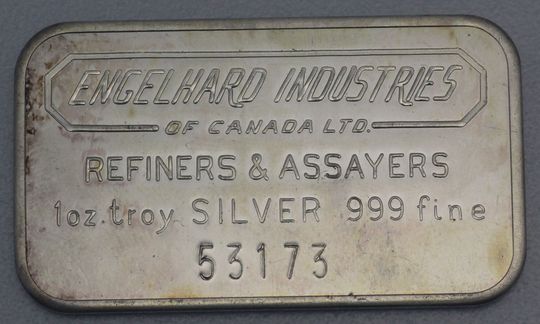 ENGELHARD INDUSTRIES
OF CANADA LTD.
REFINERS & ASSAYERS
1oz. troy SILVER .999 fine
53173